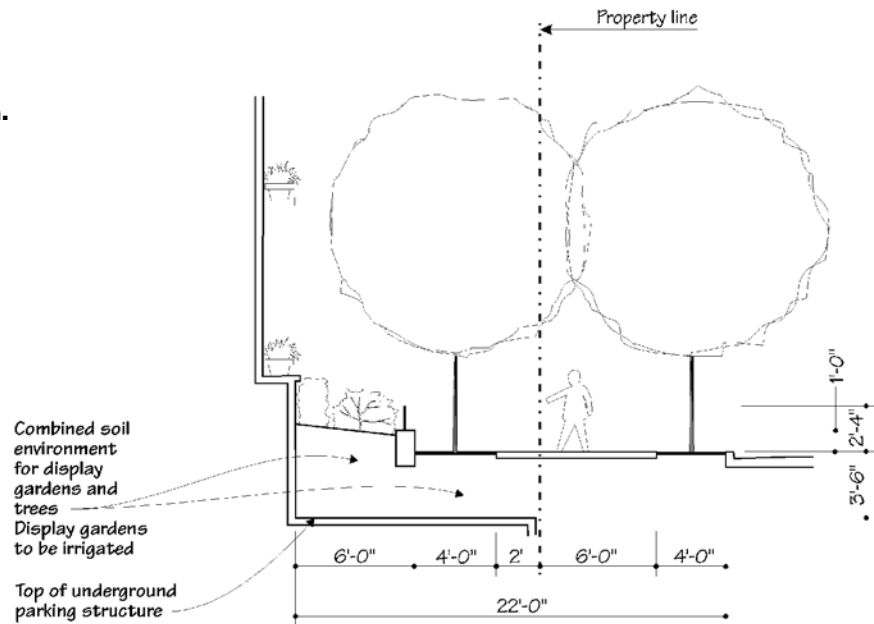 Property line
1'-0"
2'-4"
3'-6"
Combined soil
environment
for display
gardens and
trees
Display gardens
to be irrigated
Top of underground
parking structure
6'-0" 4'-0" 2' 6'-0" 4'-0"
22'-0"